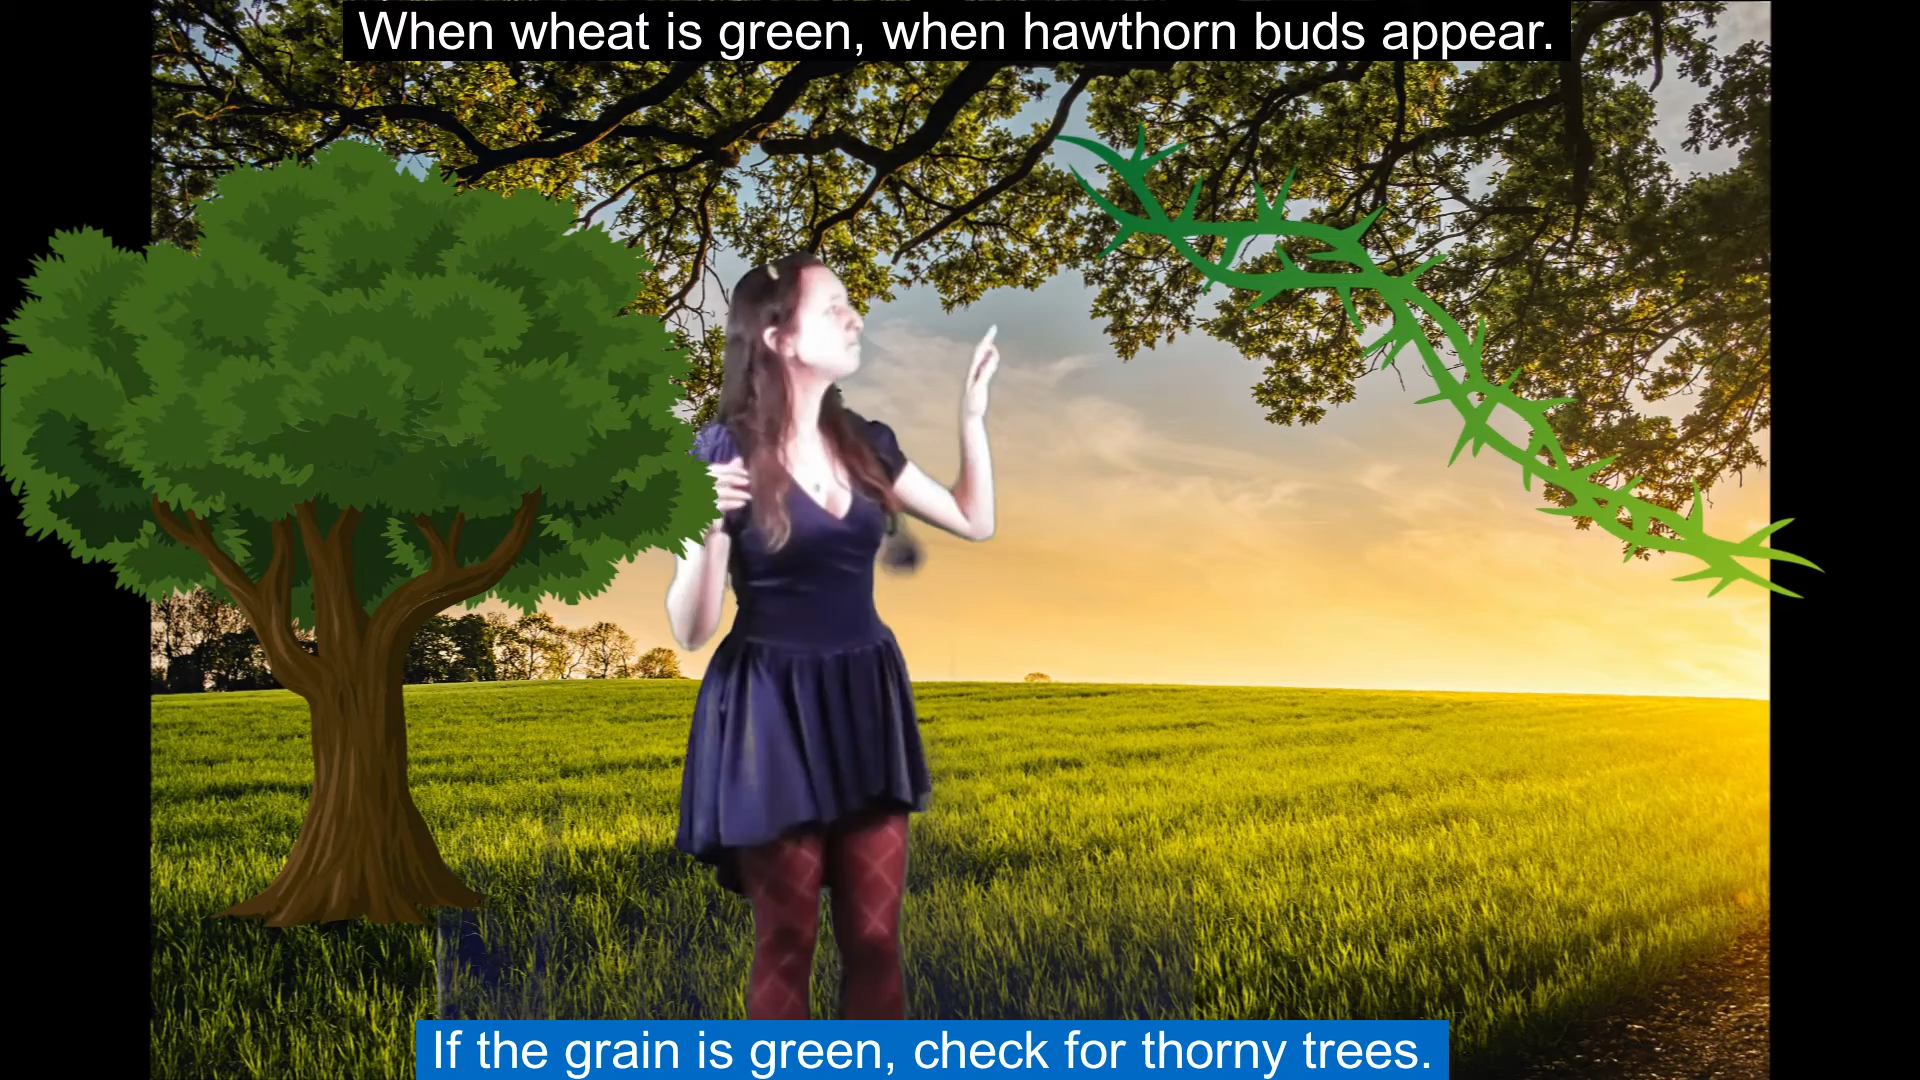 When wheat is green, when hawthorn buds appear.
If the grain is green, check for thorny trees.